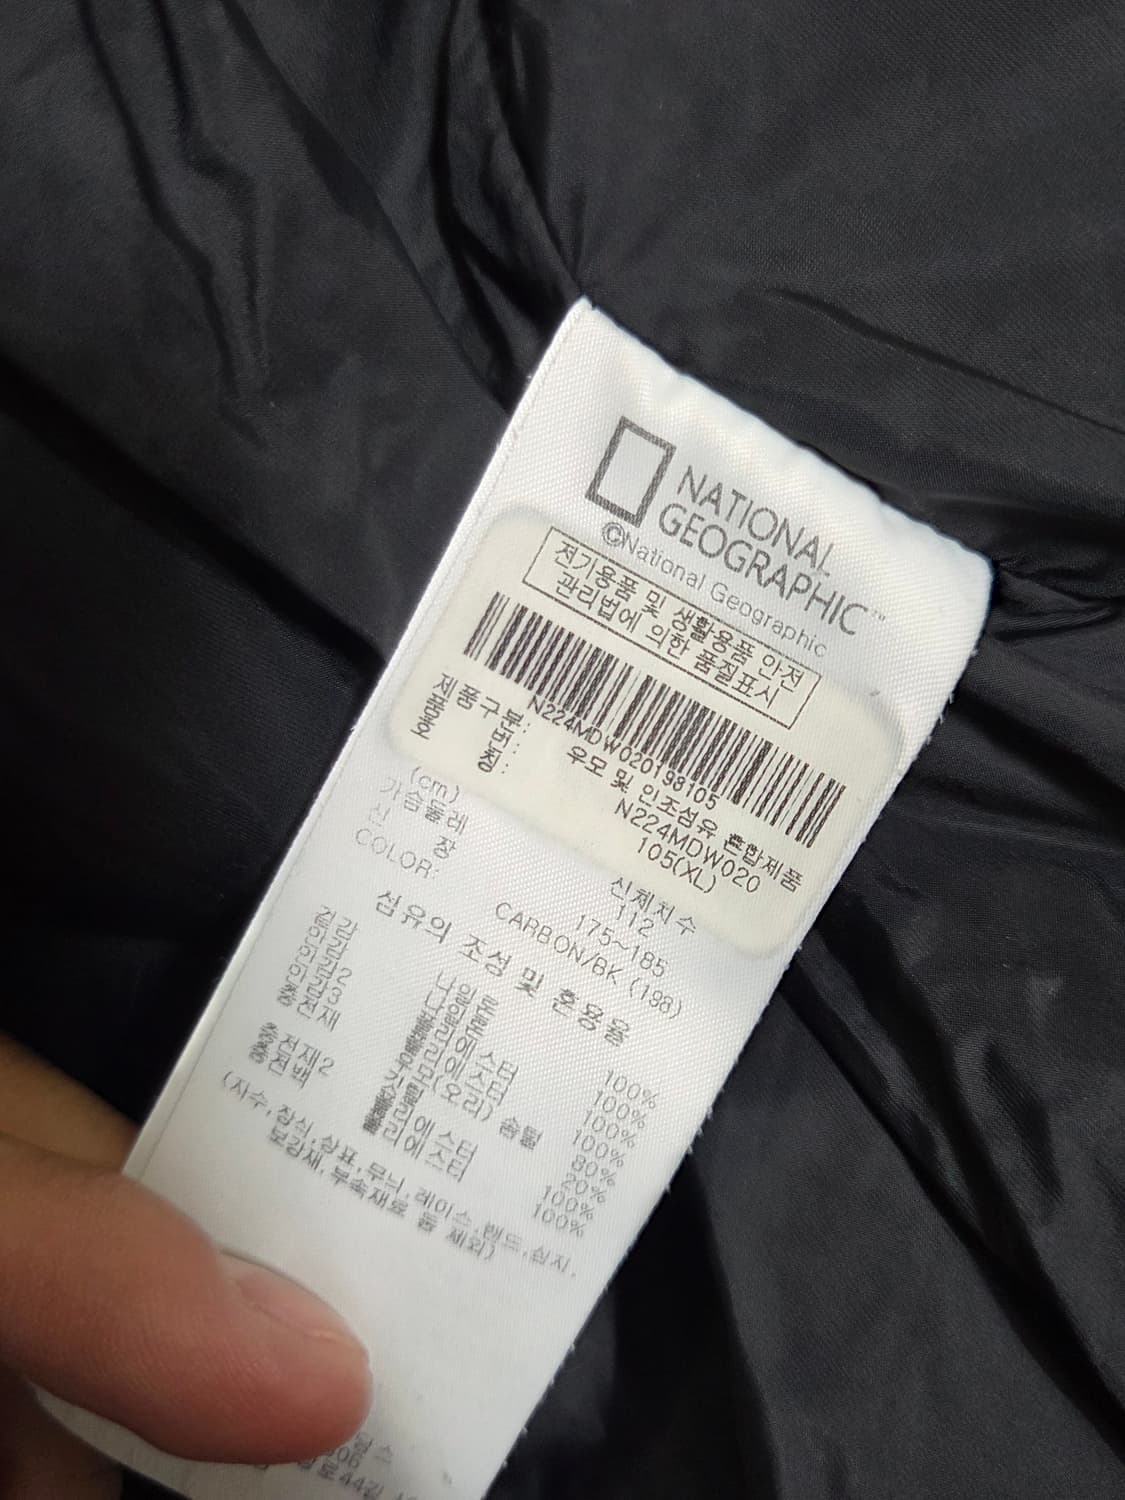 NATIONAL
GEOGRAPHIC™
©National Geographic
전기용품 및 생활용품 안전
관리법에 의한 품질표시
N224MDW020198105
제품구분: 우모 및 인조섬유 혼합제품
품 번: N224MDW020
호 칭: 105(XL)
(cm) 신체치수
가슴둘레 112
신 장 175~185
COLOR: CARBON/BK (198)
섬유의 조성 및 혼용율
겉감 나일론 100%
안감 나일론 100%
안감2 폴리에스터 100%
안감3 폴리에스터 100%
충전재 우모(오리) 솜털 80%
20%
충전재2 폴리에스터 100%
충전백 폴리에스터 100%
(자수, 장식, 상표, 무늬, 레이스, 밴드, 심지,
보강재, 부속재료 등 제외)